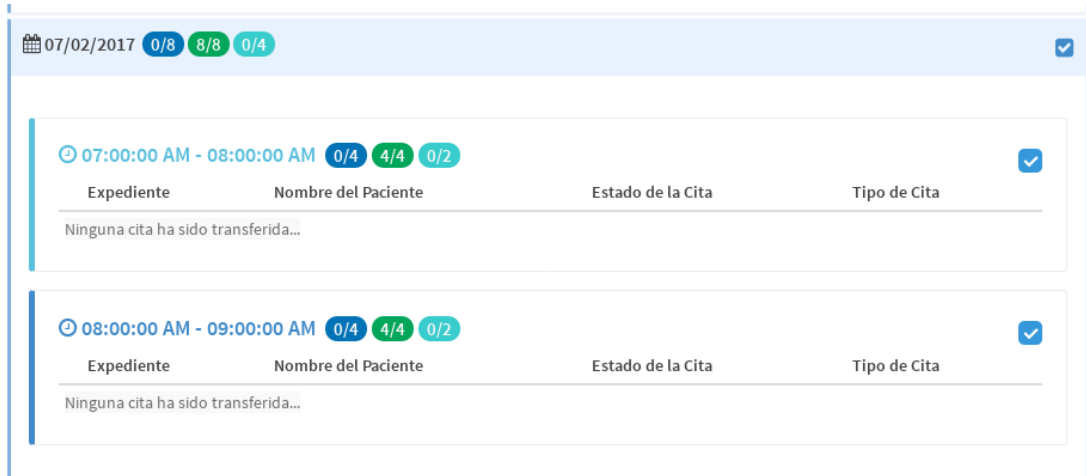 07/02/2017 0/8 8/8 0/4
07:00:00 AM - 08:00:00 AM 0/4 4/4 0/2
Expediente Nombre del Paciente Estado de la Cita Tipo de Cita
Ninguna cita ha sido transferida...
08:00:00 AM - 09:00:00 AM 0/4 4/4 0/2
Expediente Nombre del Paciente Estado de la Cita Tipo de Cita
Ninguna cita ha sido transferida...